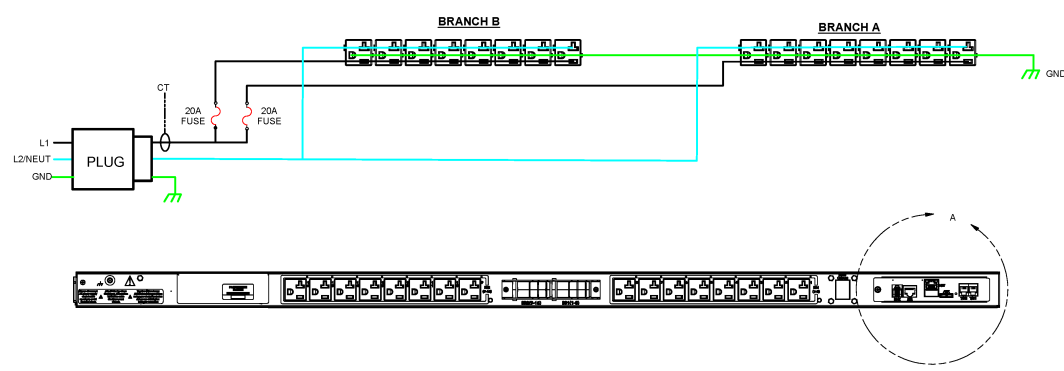 BRANCH B
BRANCH A
GND
CT
20A
FUSE
20A
FUSE
L1
L2/NEUT
GND
PLUG
A